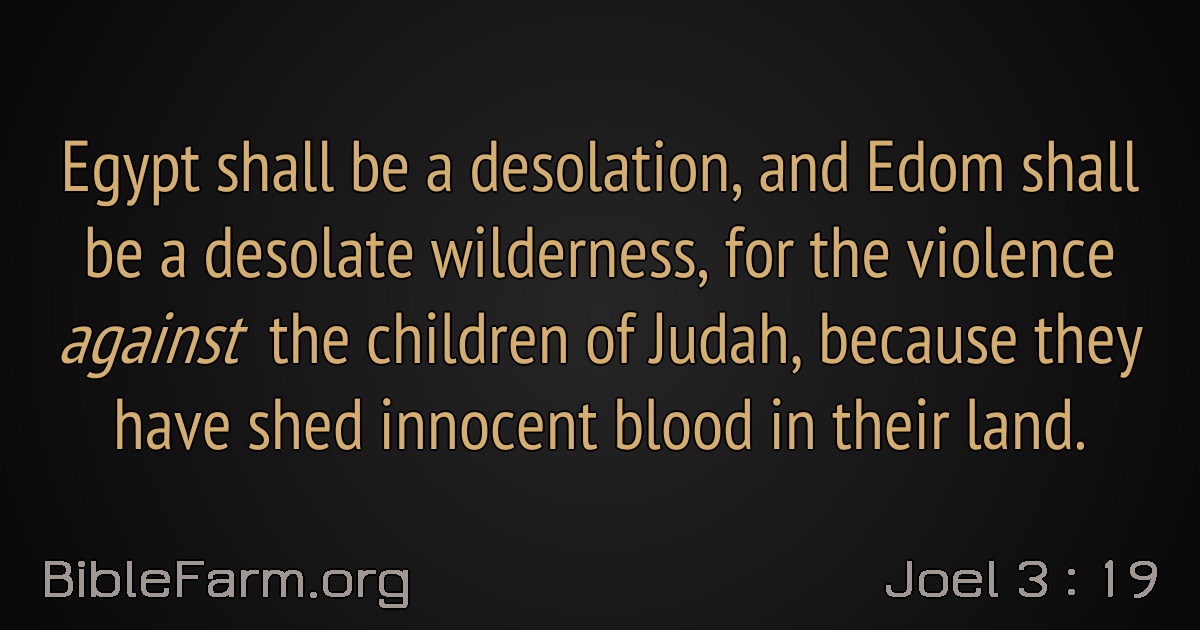 Egypt shall be a desolation, and Edom shall
be a desolate wilderness, for the violence
against the children of Judah, because they
have shed innocent blood in their land.
BibleFarm.org
Joel 3 : 19